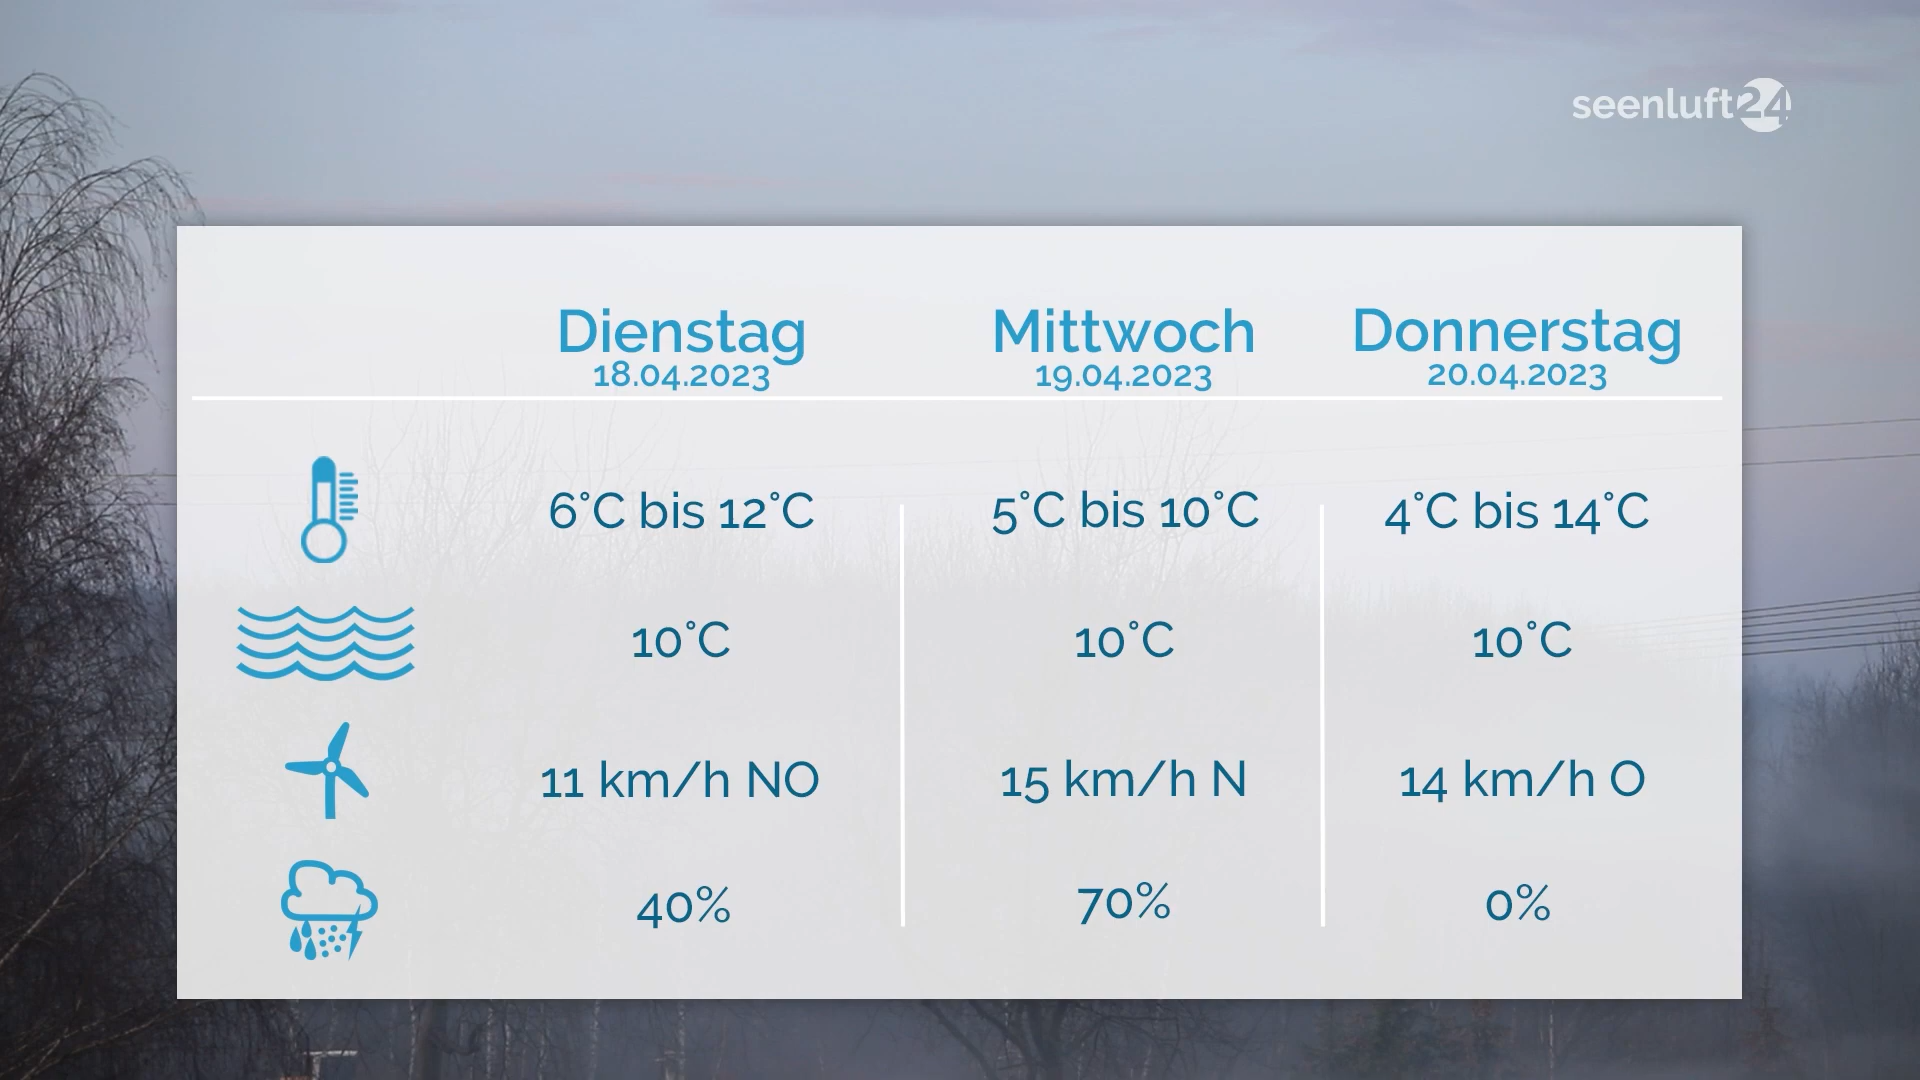 seenluft24
Dienstag Mittwoch Donnerstag
18.04.2023 19.04.2023 20.04.2023
6°C bis 12°C 5°C bis 10°C 4°C bis 14°C
10°C 10°C 10°C
11 km/h NO 15 km/h N 14 km/h O
40% 70% 0%